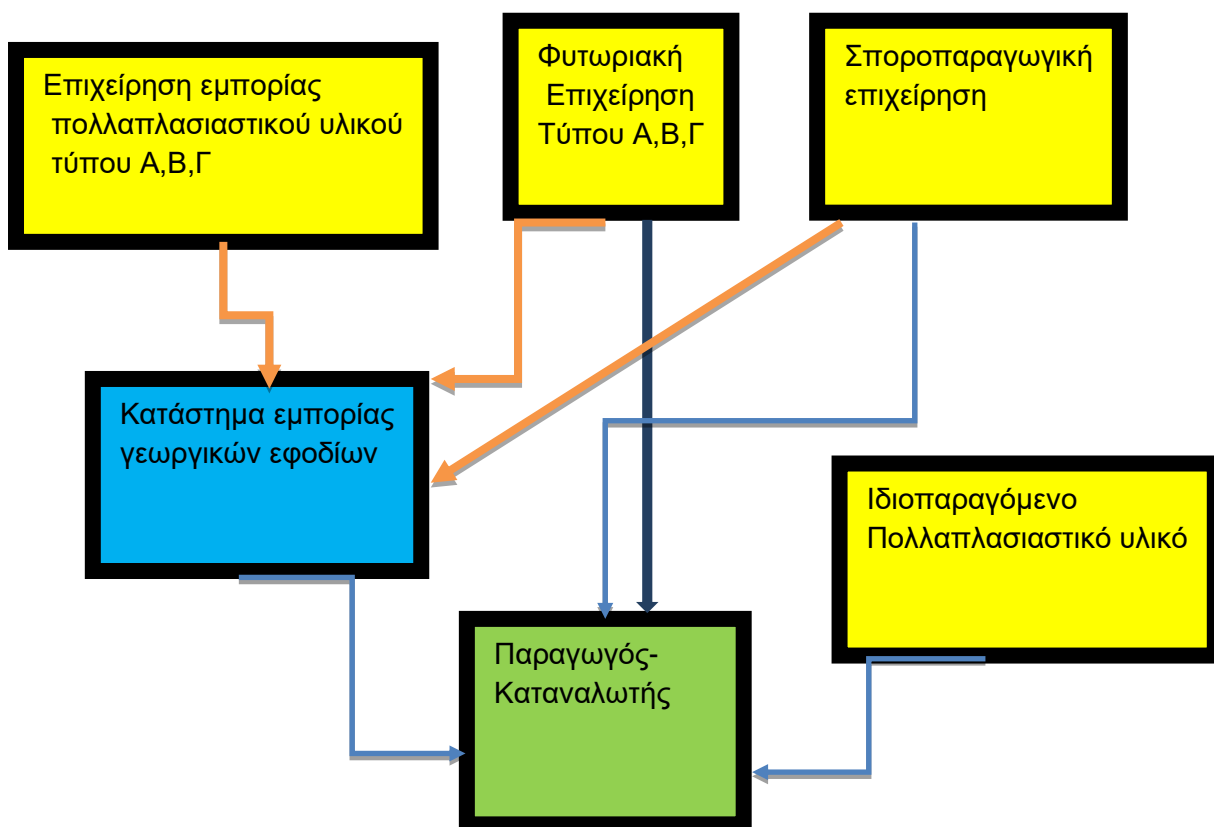 Επιχείρηση εμπορίας
πολλαπλασιαστικού υλικού
τύπου Α,Β,Γ
Φυτωριακή
Επιχείρηση
Τύπου Α,Β,Γ
Σποροπαραγωγική
επιχείρηση
Κατάστημα εμπορίας
γεωργικών εφοδίων
Ιδιοπαραγόμενο
Πολλαπλασιαστικό υλικό
Παραγωγός-
Καταναλωτής